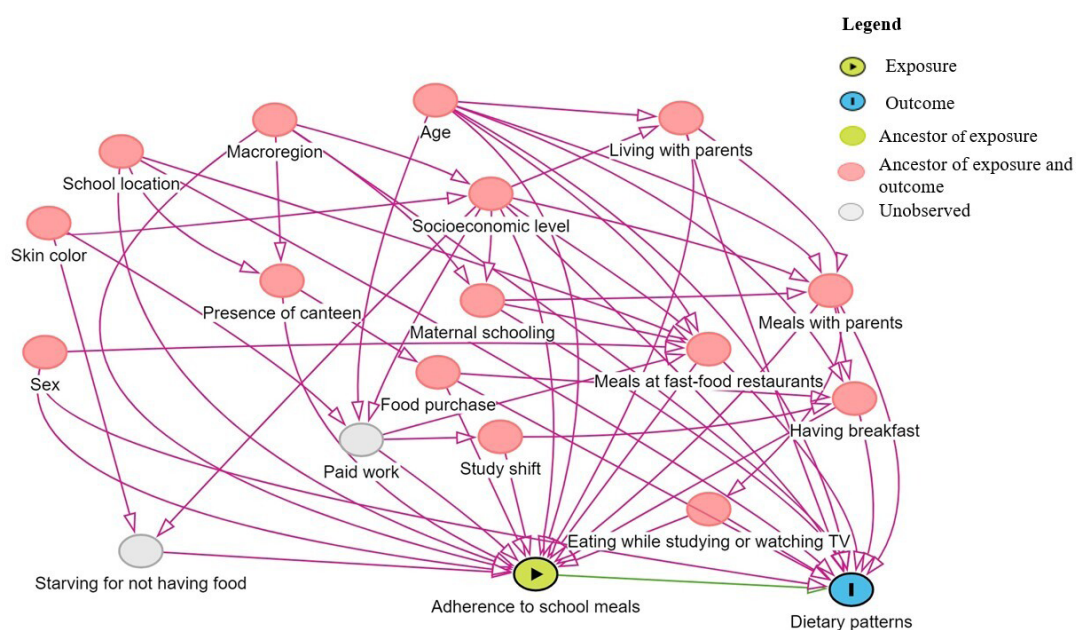 Legend
Exposure
Outcome
Ancestor of exposure
Ancestor of exposure and
outcome
Unobserved
Age
Macroregion
Living with parents
School location
Socioeconomic level
Skin color
Presence of canteen
Maternal schooling
Meals with parents
Sex
Meals at fast-food restaurants
Food purchase
Having breakfast
Paid work
Study shift
Eating while studying or watching TV
Starving for not having food
Adherence to school meals
Dietary patterns